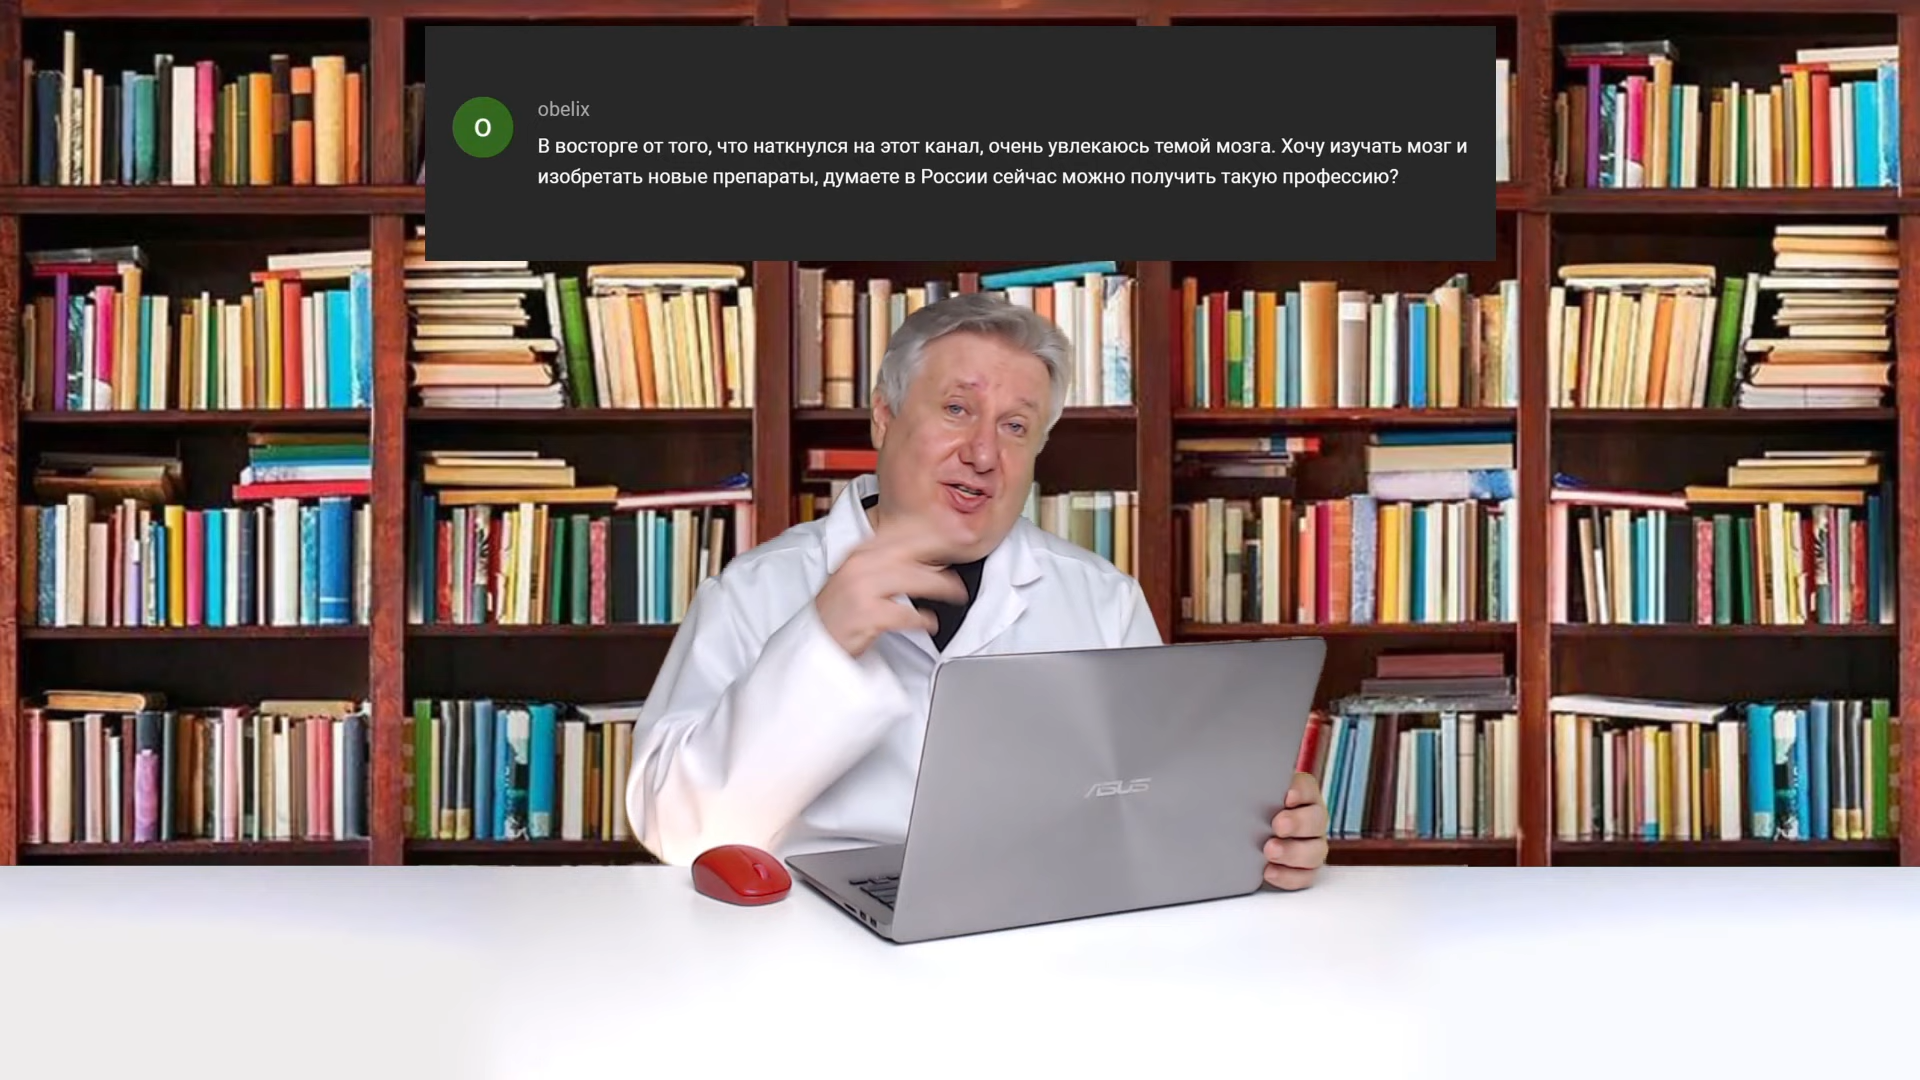 O
obelix
В восторге от того, что наткнулся на этот канал, очень увлекаюсь темой мозга. Хочу изучать мозг и
изобретать новые препараты, думаете в России сейчас можно получить такую профессию?
ASUS